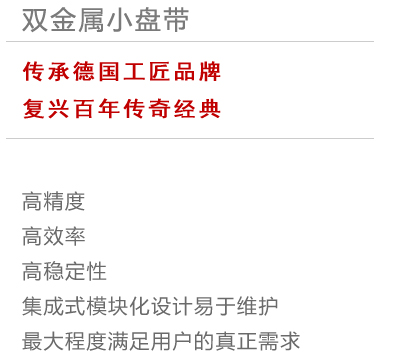 双金属小盘带
传承德国工匠品牌
复兴百年传奇经典
高精度
高效率
高稳定性
集成式模块化设计易于维护
最大程度满足用户的真正需求